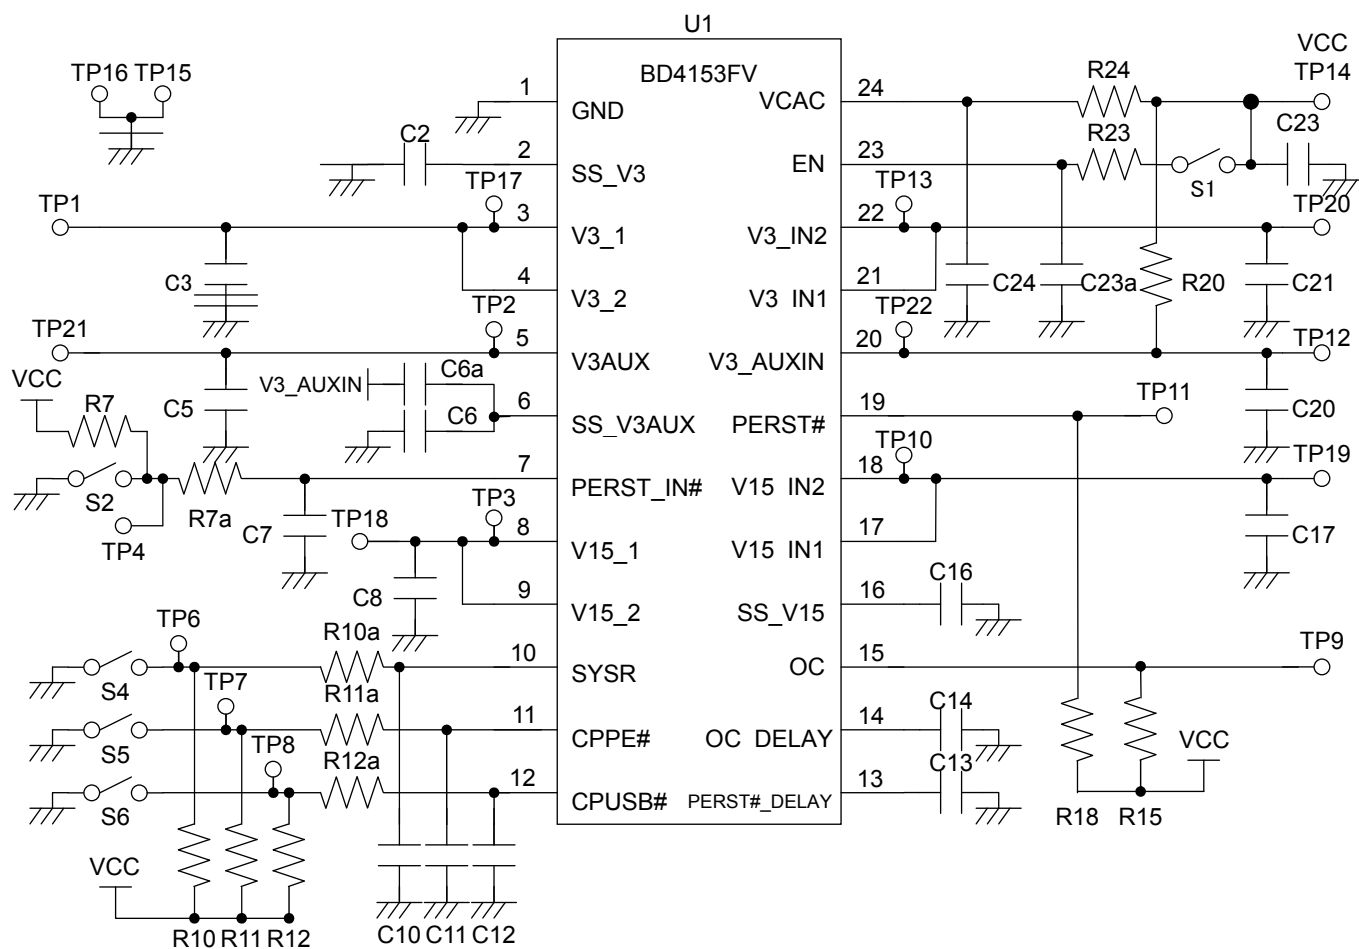 U1
BD4153FV
VCC
TP16 TP15
TP14
1
GND
VCAC
24
R24
C2
2
SS_V3
EN
23
R23
S1
C23
TP1
TP17
3
V3_1
V3_IN2
22
TP13
TP20
C3
4
V3_2
V3 IN1
21
C24
C23a
R20
C21
TP21
TP2
5
V3AUX
V3_AUXIN
20
TP22
TP12
VCC
R7
C5
V3_AUXIN
C6a
C6
6
SS_V3AUX
PERST#
19
TP11
C20
S2
R7a
TP4
7
PERST_IN#
V15 IN2
18
TP10
TP19
C7
TP18
TP3
8
V15_1
V15 IN1
17
C17
C8
9
V15_2
SS_V15
16
C16
TP6
S4
R10a
10
SYSR
OC
15
TP9
TP7
S5
R11a
11
CPPE#
OC DELAY
14
C14
VCC
TP8
S6
R12a
12
CPUSB#
PERST#_DELAY
13
C13
R18 R15
VCC
R10 R11 R12
C10 C11 C12